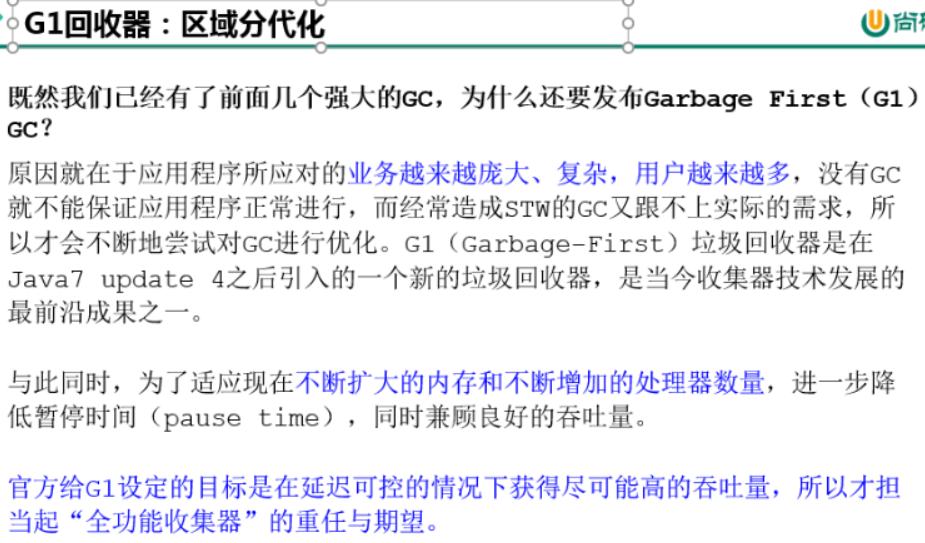 G1回收器：区域分代化
尚
既然我们已经有了前面几个强大的GC，为什么还要发布Garbage First（G1）
GC？
原因就在于应用程序所应对的业务越来越庞大、复杂，用户越来越多，没有GC
就不能保证应用程序正常进行，而经常造成STW的GC又跟不上实际的需求，所
以才会不断地尝试对GC进行优化。G1（Garbage-First）垃圾回收器是在
Java7 update 4之后引入的一个新的垃圾回收器，是当今收集器技术发展的
最前沿成果之一。
与此同时，为了适应现在不断扩大的内存和不断增加的处理器数量，进一步降
低暂停时间（pause time），同时兼顾良好的吞吐量。
官方给G1设定的目标是在延迟可控的情况下获得尽可能高的吞吐量，所以才担
当起“全功能收集器”的重任与期望。